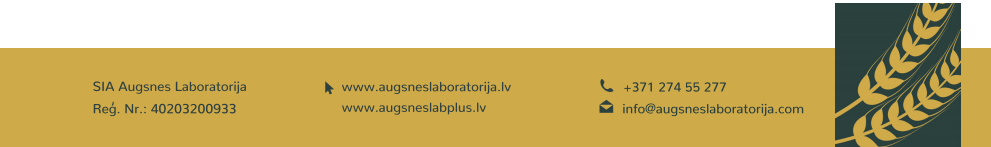 SIA Augsnes Laboratorija
Reģ. Nr.: 40203200933
www.augsneslaboratorija.lv
www.augsneslabplus.lv
+371 274 55 277
info@augsneslaboratorija.com